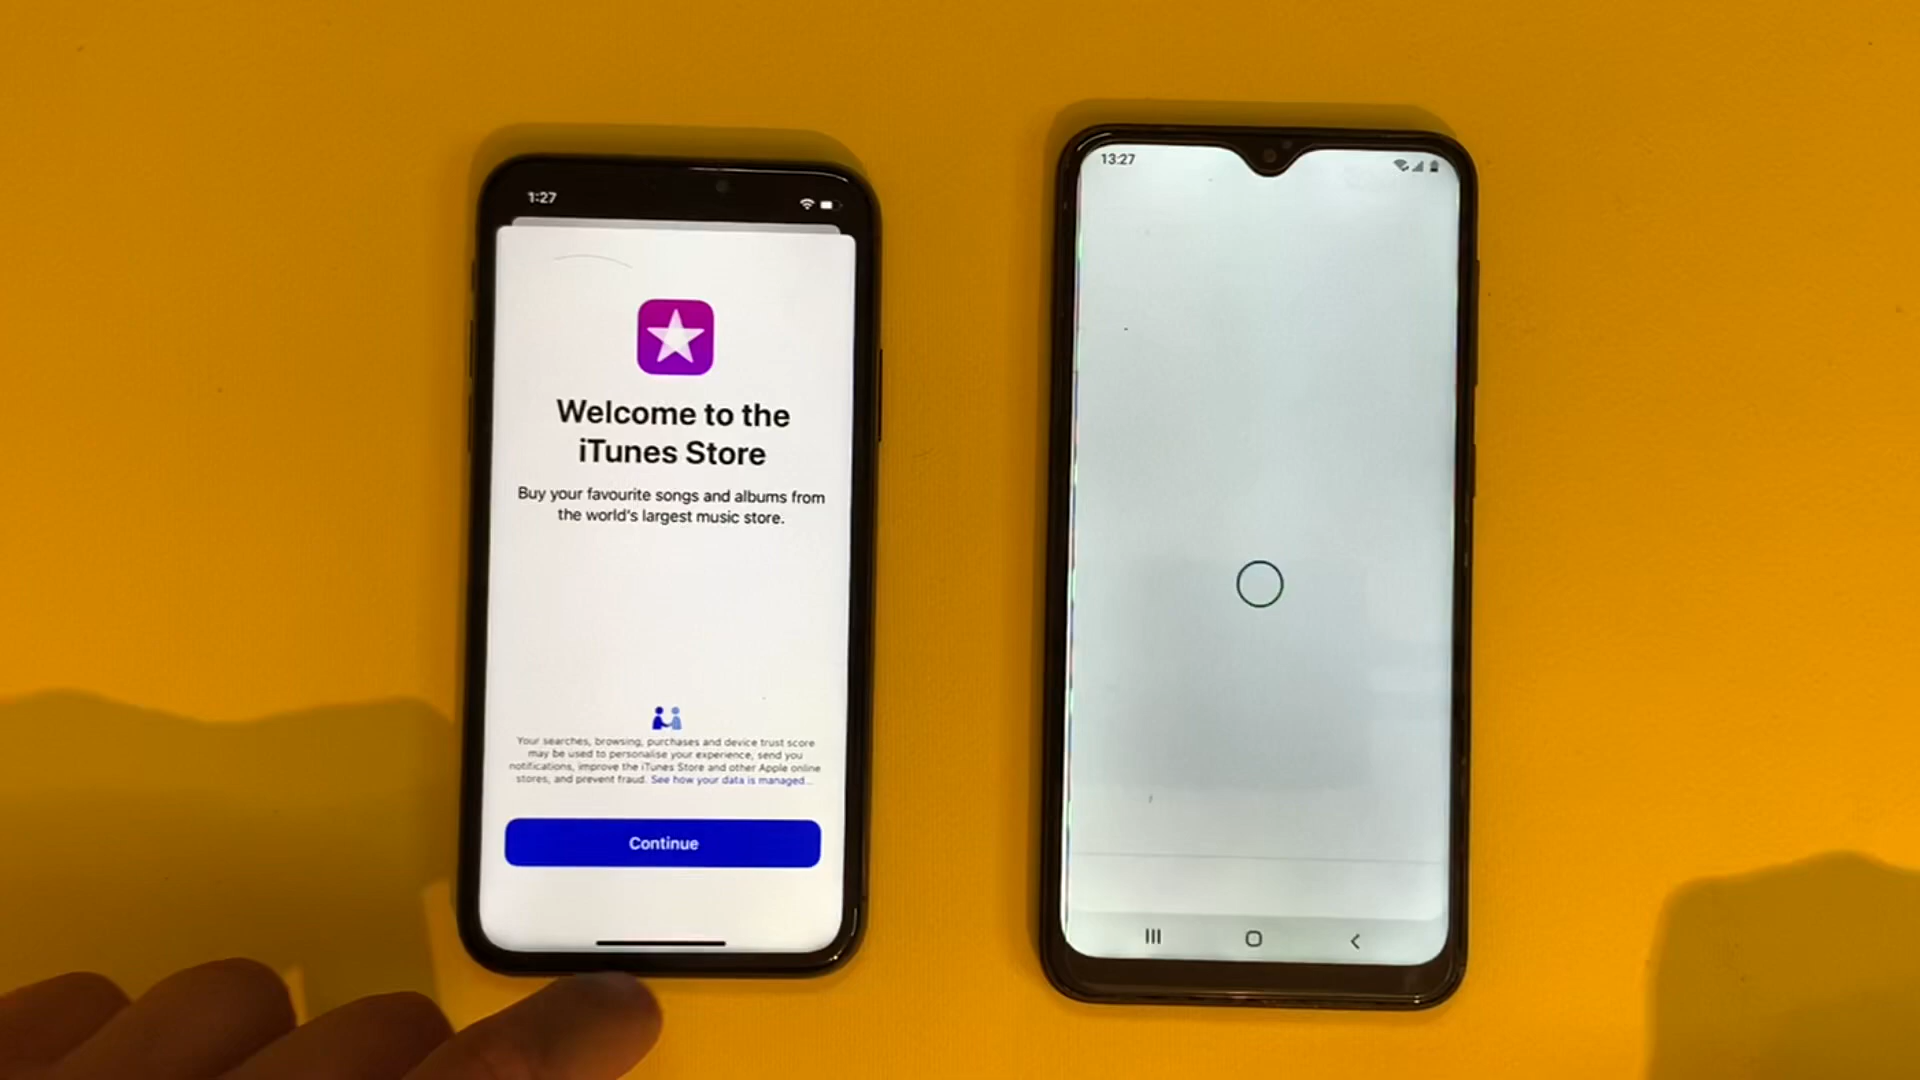 1:27
Welcome to the
iTunes Store
Buy your favourite songs and albums from
the world's largest music store.
Your searches, browsing, purchases and device trust score
may be used to personalise your experience, send you
notifications, improve the iTunes Store and other Apple online
stores, and prevent fraud. See how your data is managed...
Continue
13:27